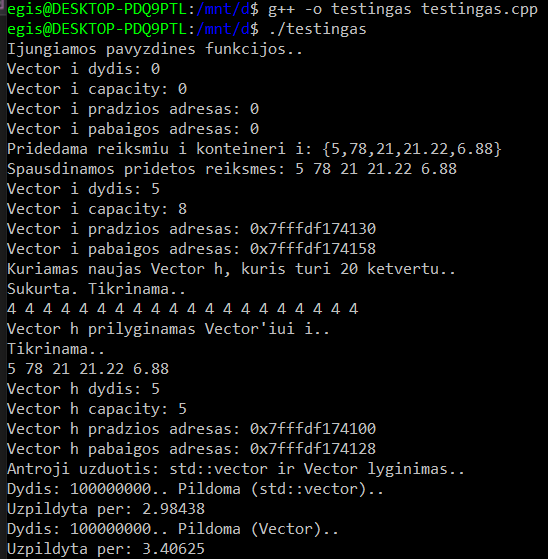 egis@DESKTOP-PDQ9PTL:/mnt/d$ g++ -o testingas testingas.cpp
egis@DESKTOP-PDQ9PTL:/mnt/d$ ./testingas
Ijungiamos pavyzdines funkcijos..
Vector i dydis: 0
Vector i capacity: 0
Vector i pradzios adresas: 0
Vector i pabaigos adresas: 0
Pridedama reiksmiu i konteineri i: {5,78,21,21.22,6.88}
Spausdinamos pridetos reiksmes: 5 78 21 21.22 6.88
Vector i dydis: 5
Vector i capacity: 8
Vector i pradzios adresas: 0x7fffdf174130
Vector i pabaigos adresas: 0x7fffdf174158
Kuriamas naujas Vector h, kuris turi 20 ketvertu..
Sukurta. Tikrinama..
4 4 4 4 4 4 4 4 4 4 4 4 4 4 4 4 4 4 4 4
Vector h prilyginamas Vector'iui i..
Tikrinama..
5 78 21 21.22 6.88
Vector h dydis: 5
Vector h capacity: 5
Vector h pradzios adresas: 0x7fffdf174100
Vector h pabaigos adresas: 0x7fffdf174128
Antroji uzduotis: std::vector ir Vector lyginimas..
Dydis: 100000000.. Pildoma (std::vector)..
Uzpildyta per: 2.98438
Dydis: 100000000.. Pildoma (Vector)..
Uzpildyta per: 3.40625